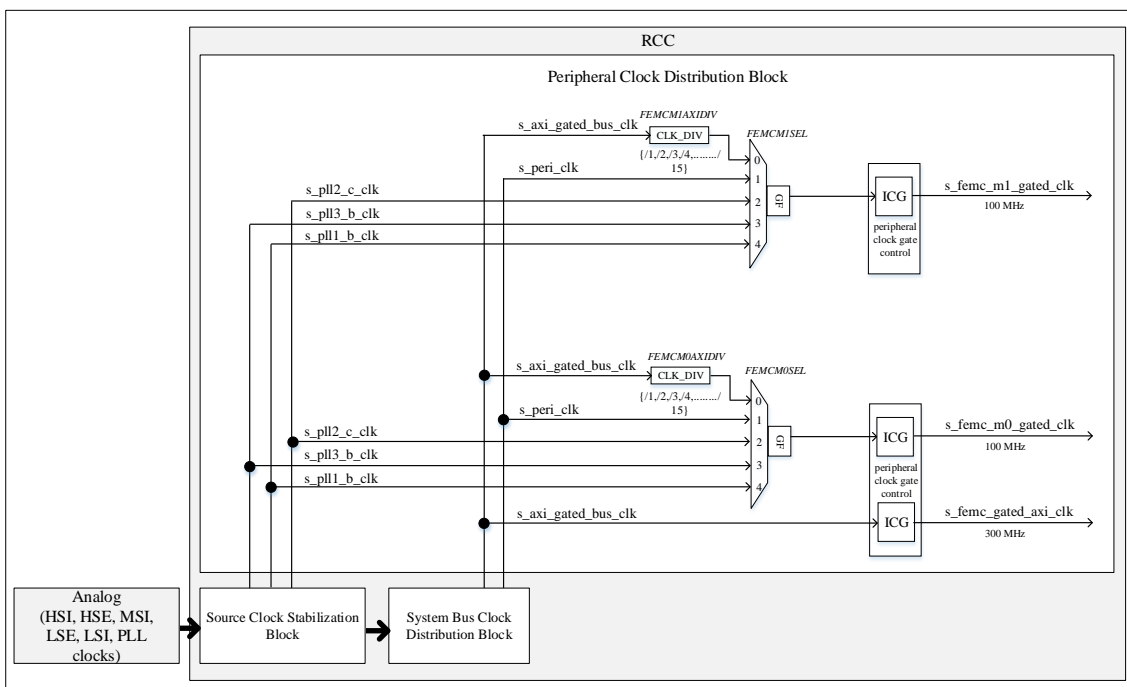 RCC
Peripheral Clock Distribution Block
FEMCM1AXIDIV
s_axi_gated_bus_clk
CLK_DIV
FEMCM1SEL
{/1,/2,/3,/4,......../
15}
0
s_peri_clk
1
s_pll2_c_clk
2
s_pll3_b_clk
3
s_pll1_b_clk
4
GF
ICG
peripheral
clock gate
control
s_femc_m1_gated_clk
100 MHz
FEMCM0AXIDIV
s_axi_gated_bus_clk
CLK_DIV
FEMCM0SEL
{/1,/2,/3,/4,......../
15}
0
s_peri_clk
1
s_pll2_c_clk
2
s_pll3_b_clk
3
s_pll1_b_clk
4
GF
ICG
peripheral
clock gate
control
s_femc_m0_gated_clk
100 MHz
s_axi_gated_bus_clk
ICG
s_femc_gated_axi_clk
300 MHz
Analog
(HSI, HSE, MSI,
LSE, LSI, PLL
clocks)
Source Clock Stabilization
Block
System Bus Clock
Distribution Block